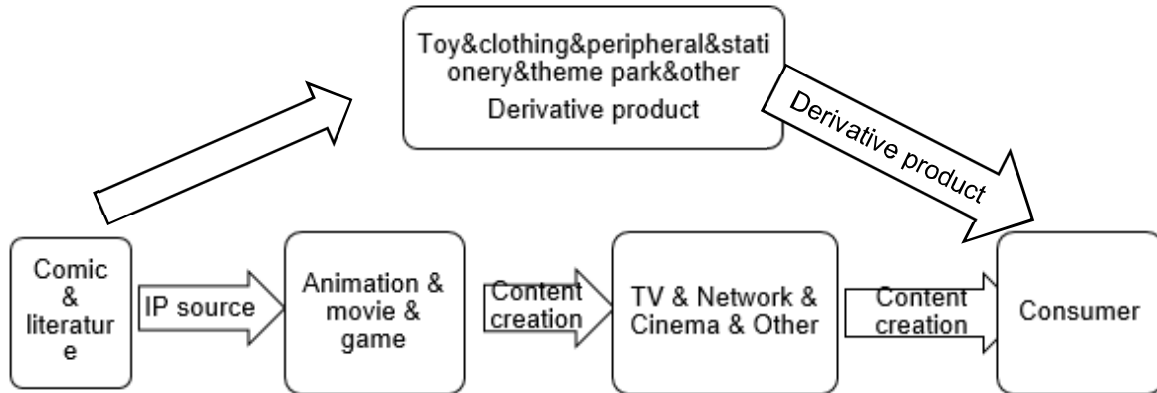 Toy&clothing&peripheral&stati
onery&theme park&other
Derivative product
Derivative product
Comic
&
literatur
e
IP source
Animation &
movie &
game
Content
creation
TV & Network &
Cinema & Other
Content
creation
Consumer